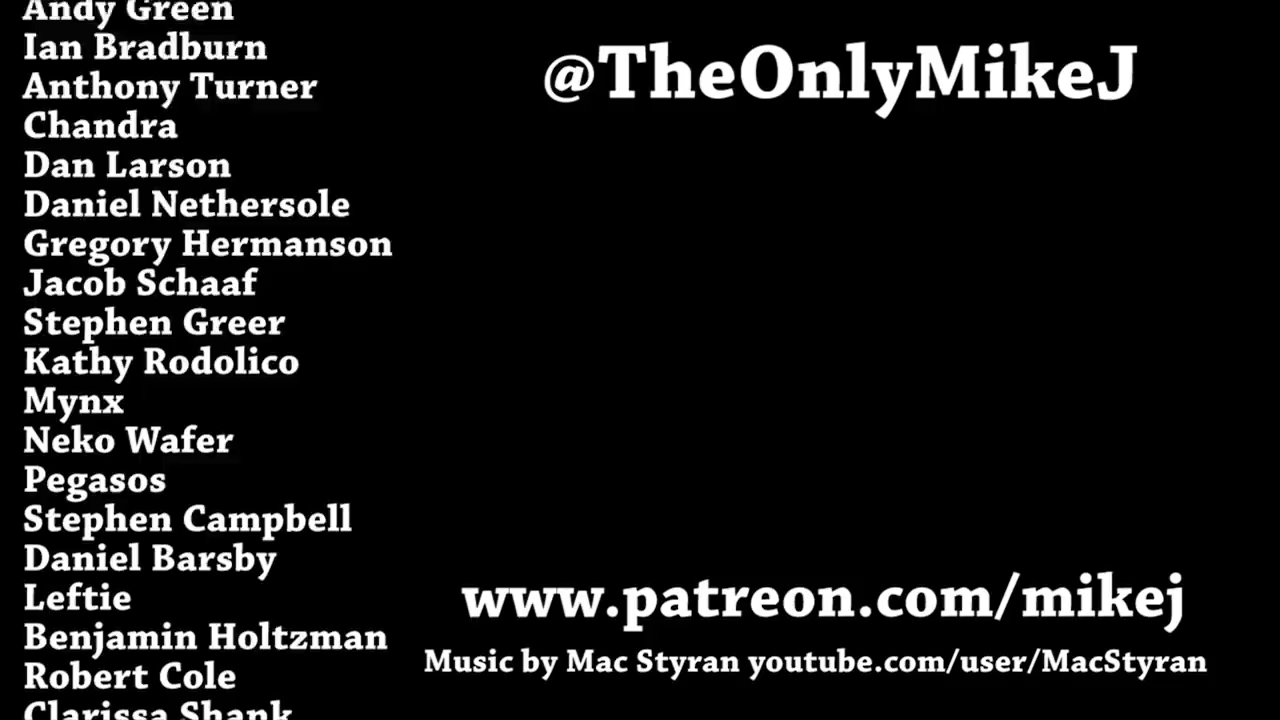 Andy Green
Ian Bradburn
Anthony Turner
Chandra
Dan Larson
Daniel Nethersole
Gregory Hermanson
Jacob Schaaf
Stephen Greer
Kathy Rodolico
Mynx
Neko Wafer
Pegasos
Stephen Campbell
Daniel Barsby
Leftie
Benjamin Holtzman
Robert Cole
Clarissa Shank
@TheOnlyMikeJ
www.patreon.com/mikej
Music by Mac Styran youtube.com/user/MacStyran